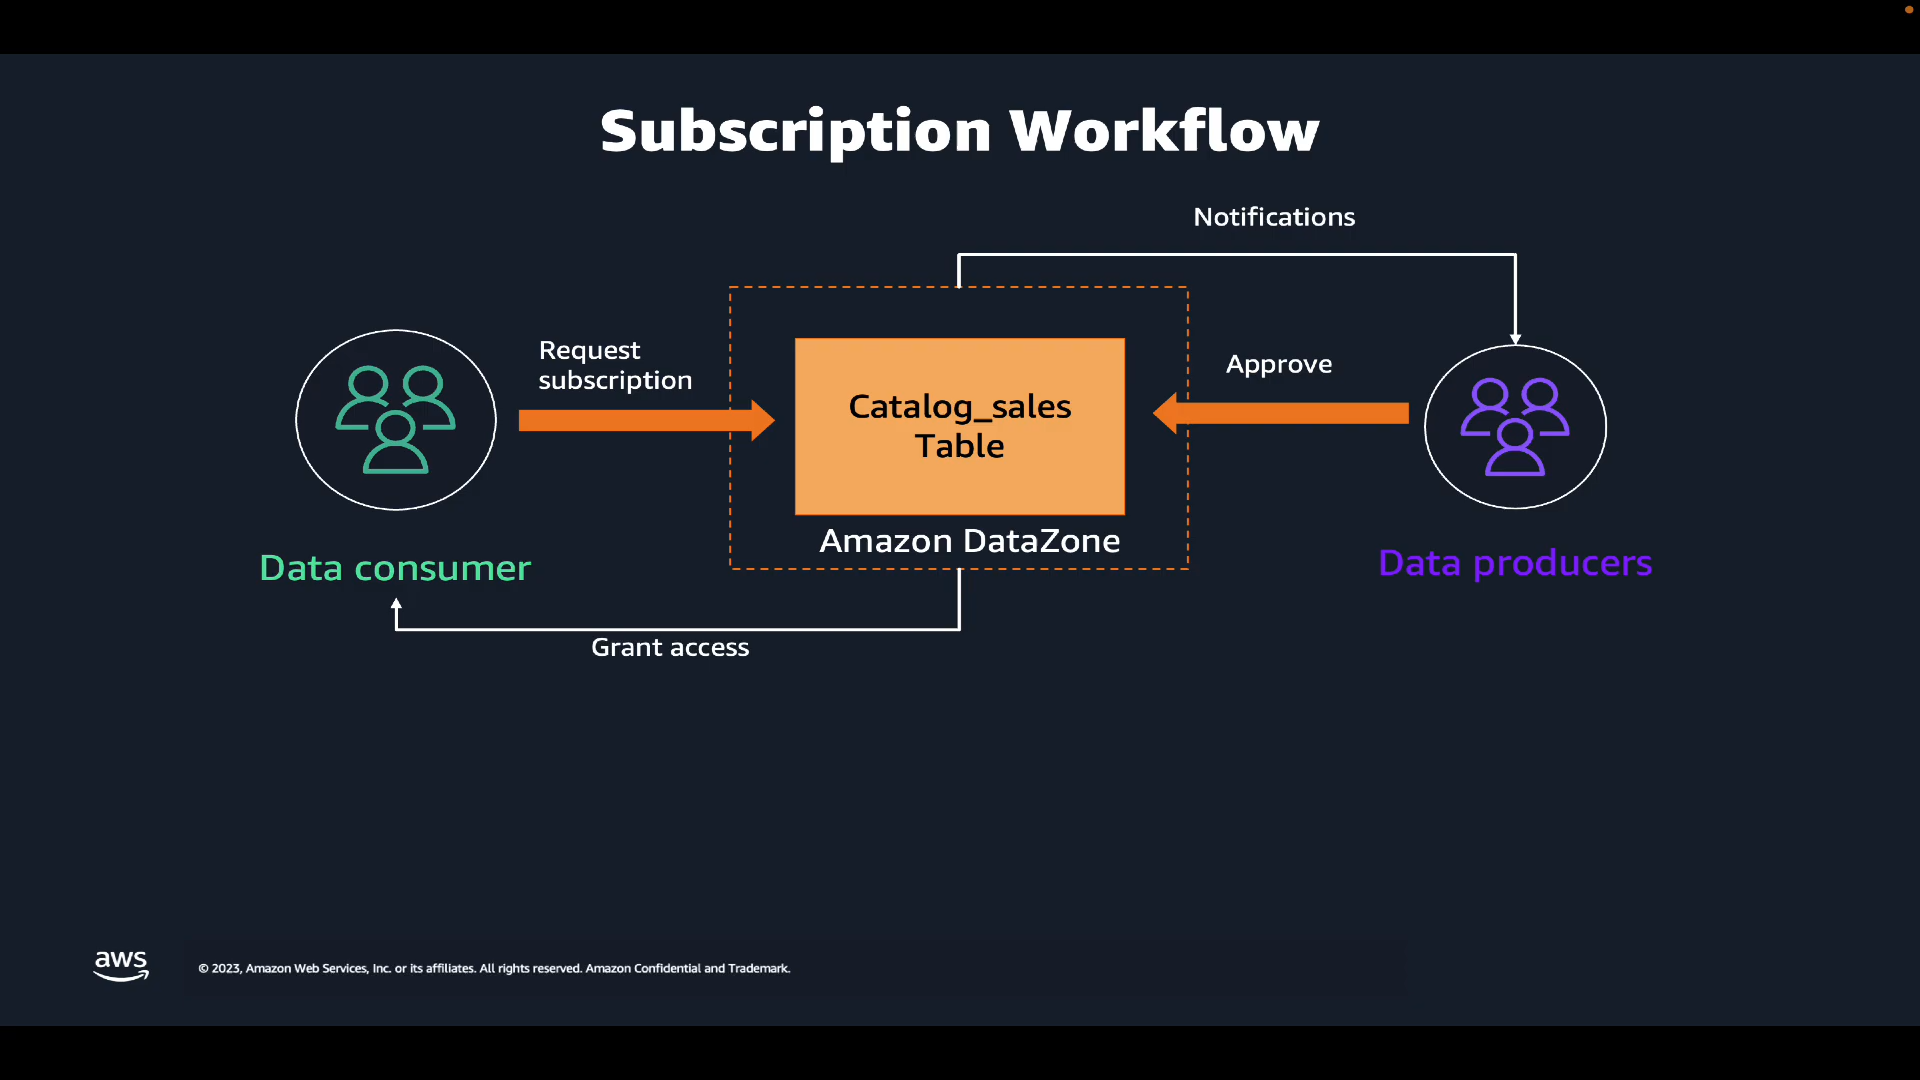 Subscription Workflow
Notifications
Request
subscription
Approve
Catalog_sales
Table
Amazon DataZone
Data consumer
Data producers
Grant access
aws
© 2023, Amazon Web Services, Inc. or its affiliates. All rights reserved. Amazon Confidential and Trademark.